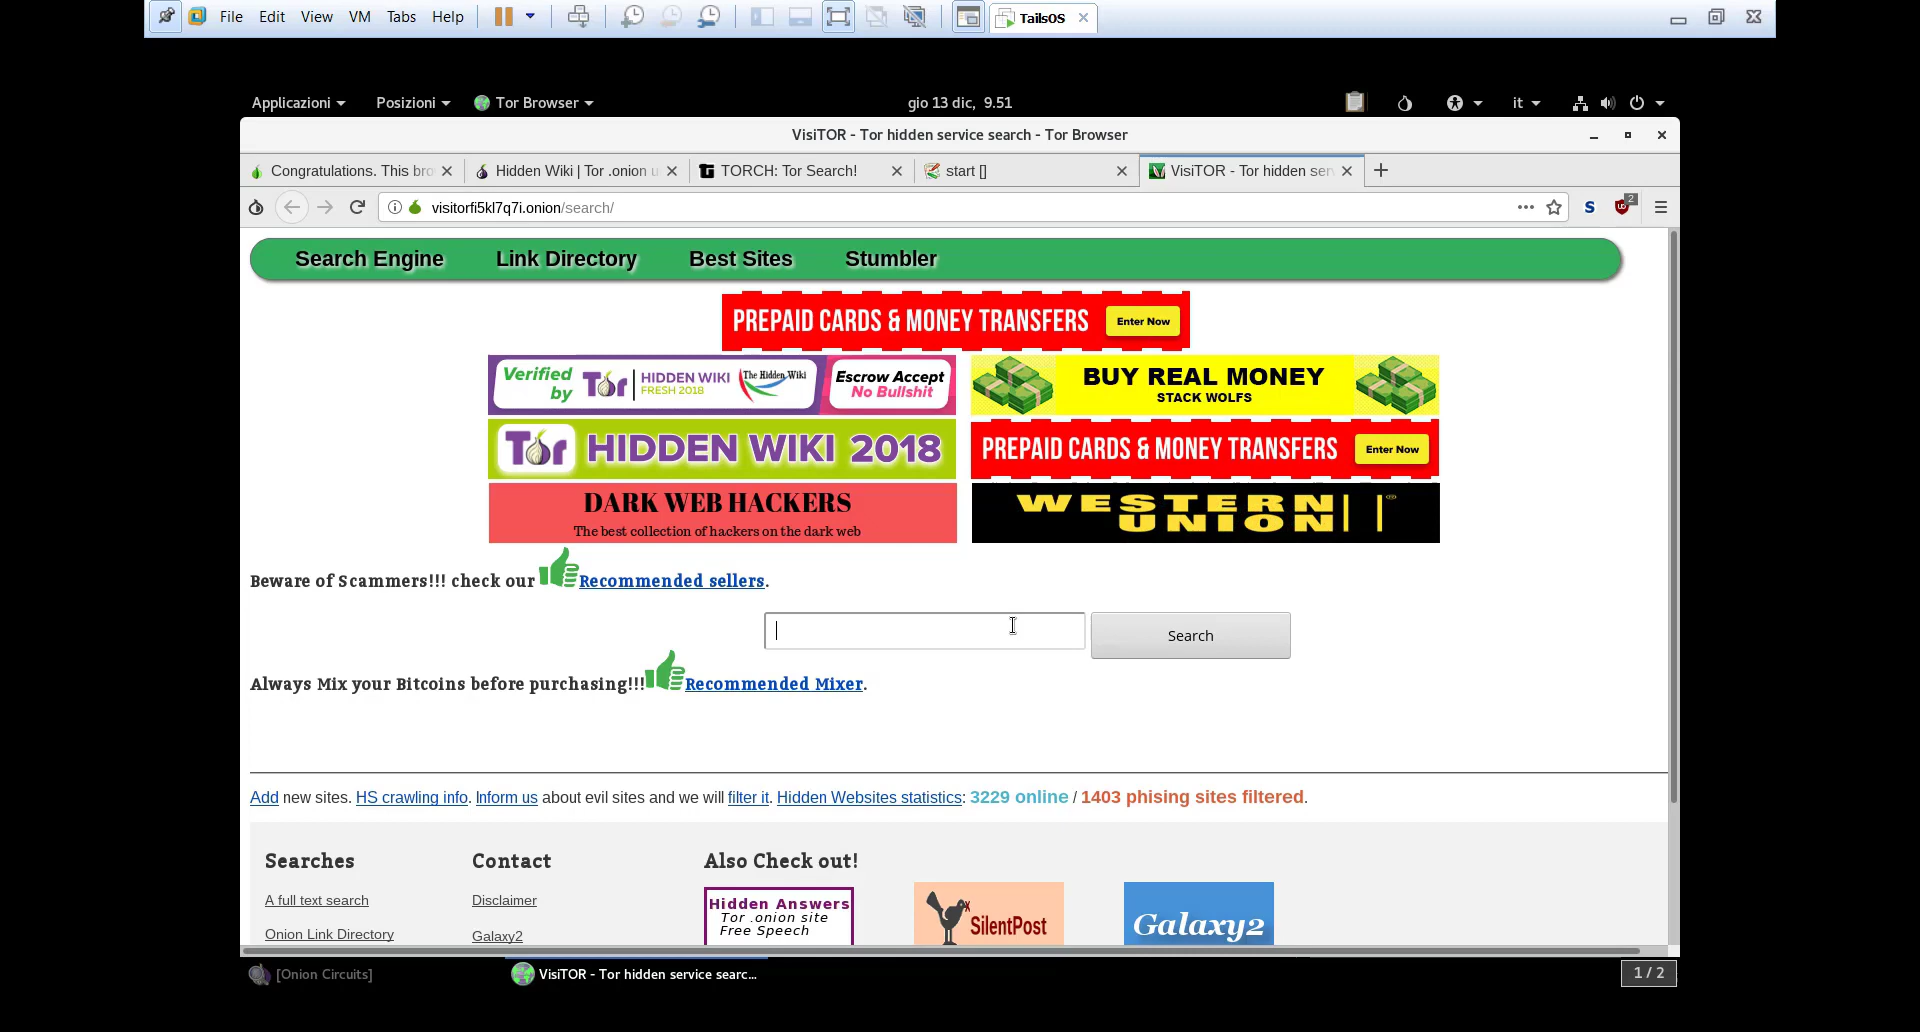 File Edit View VM Tabs Help TailsOS
Applicazioni Posizioni Tor Browser gio 13 dic, 9.51 it
VisiTOR - Tor hidden service search - Tor Browser
Congratulations. This bro Hidden Wiki | Tor .onion u TORCH: Tor Search! start [] VisiTOR - Tor hidden ser
visitorfi5kl7q7i.onion/search/ S 2
Search Engine Link Directory Best Sites Stumbler
PREPAID CARDS & MONEY TRANSFERS Enter Now
Verified by Tor HIDDEN WIKI FRESH 2018 The Hidden Wiki Escrow Accept No Bullshit
BUY REAL MONEY
STACK WOLFS
Tor HIDDEN WIKI 2018
PREPAID CARDS & MONEY TRANSFERS Enter Now
DARK WEB HACKERS
The best collection of hackers on the dark web
WESTERN
UNION
Beware of Scammers!!! check our Recommended sellers.
Search
Always Mix your Bitcoins before purchasing!!! Recommended Mixer.
Add new sites. HS crawling info. Inform us about evil sites and we will filter it. Hidden Websites statistics: 3229 online / 1403 phising sites filtered.
Searches Contact Also Check out!
A full text search Disclaimer
Onion Link Directory Galaxy2
Hidden Answers
Tor .onion site
Free Speech
SilentPost
Galaxy2
[Onion Circuits] VisiTOR - Tor hidden service searc... 1 / 2